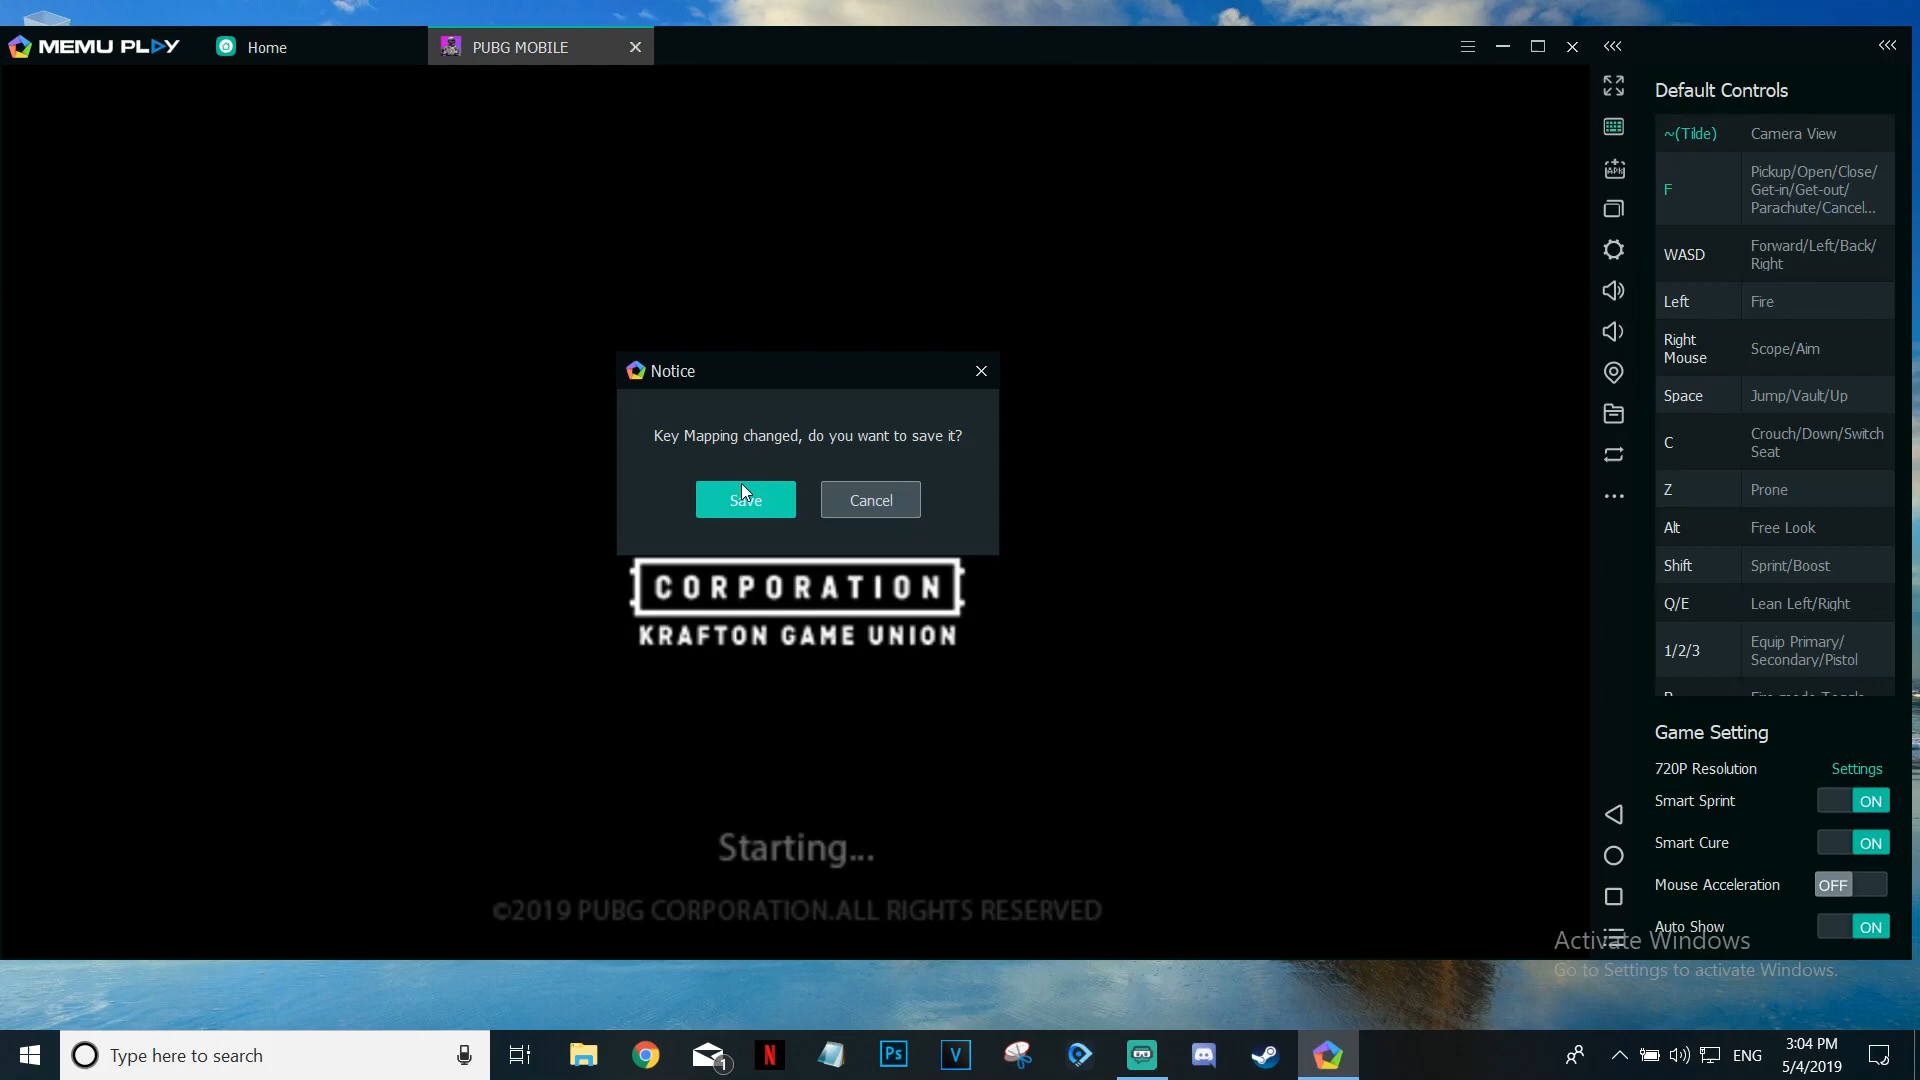 MEMU PLAY
Home
PUBG MOBILE
Default Controls
~(Tilde)
Camera View
F
Pickup/Open/Close/
Get-in/Get-out/
Parachute/Cancel...
WASD
Forward/Left/Back/
Right
Left
Fire
Right
Mouse
Scope/Aim
Space
Jump/Vault/Up
C
Crouch/Down/Switch
Seat
Z
Prone
Alt
Free Look
Shift
Sprint/Boost
Q/E
Lean Left/Right
1/2/3
Equip Primary/
Secondary/Pistol
Notice
Key Mapping changed, do you want to save it?
Save
Cancel
CORPORATION
KRAFTON GAME UNION
Starting...
©2019 PUBG CORPORATION.ALL RIGHTS RESERVED
Game Setting
720P Resolution
Settings
Smart Sprint
ON
Smart Cure
ON
Mouse Acceleration
OFF
Auto Show
ON
Activate Windows
Go to Settings to activate Windows.
Type here to search
1
N
Ps
V
ENG
3:04 PM
5/4/2019